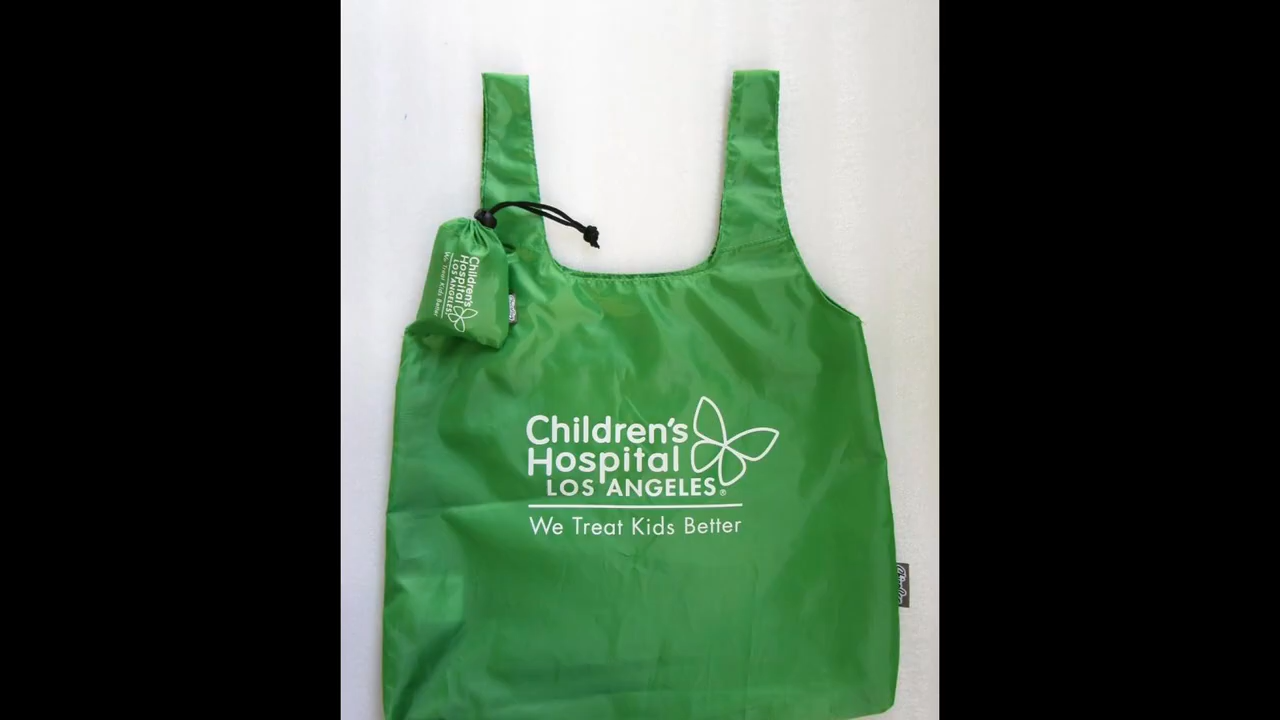 Children's
Hospital
LOS ANGELES
We Treat Kids Better
Children's
Hospital
LOS ANGELES®
We Treat Kids Better